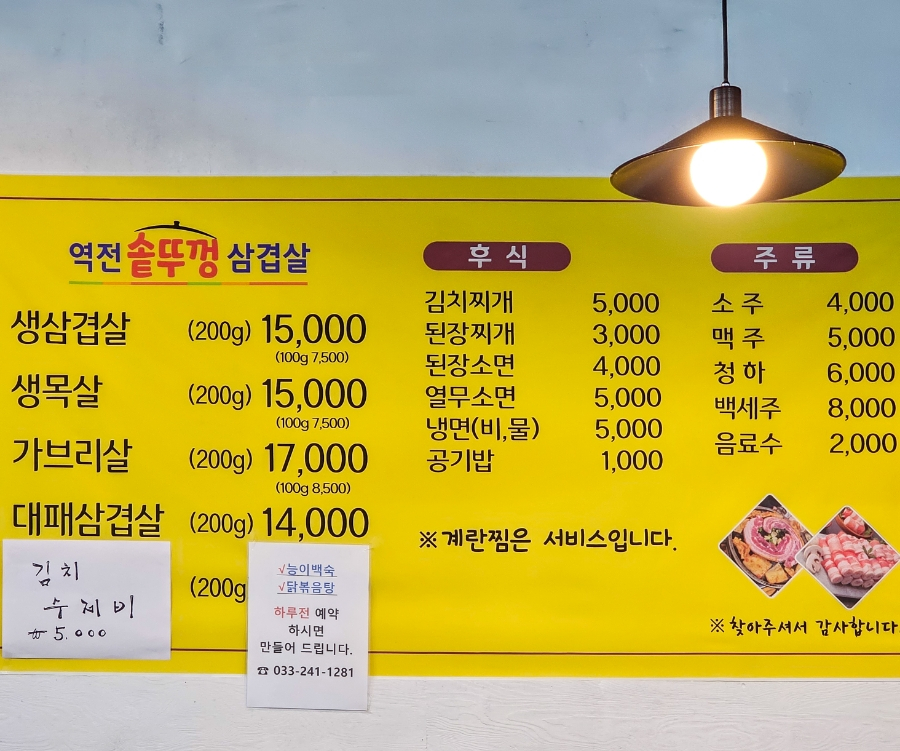 역전 솥뚜껑 삼겹살
생삼겹살 (200g) 15,000
(100g 7,500)
생목살 (200g) 15,000
(100g 7,500)
가브리살 (200g) 17,000
(100g 8,500)
대패삼겹살 (200g) 14,000
(200g
김치
수제비
₩ 5.000
√능이백숙
√닭볶음탕
하루전 예약
하시면
만들어 드립니다.
☎ 033-241-1281
후식
김치찌개 5,000
된장찌개 3,000
된장소면 4,000
열무소면 5,000
냉면(비,물) 5,000
공기밥 1,000
※계란찜은 서비스입니다.
주류
소주 4,000
맥주 5,000
청하 6,000
백세주 8,000
음료수 2,000
※찾아주셔서 감사합니다.